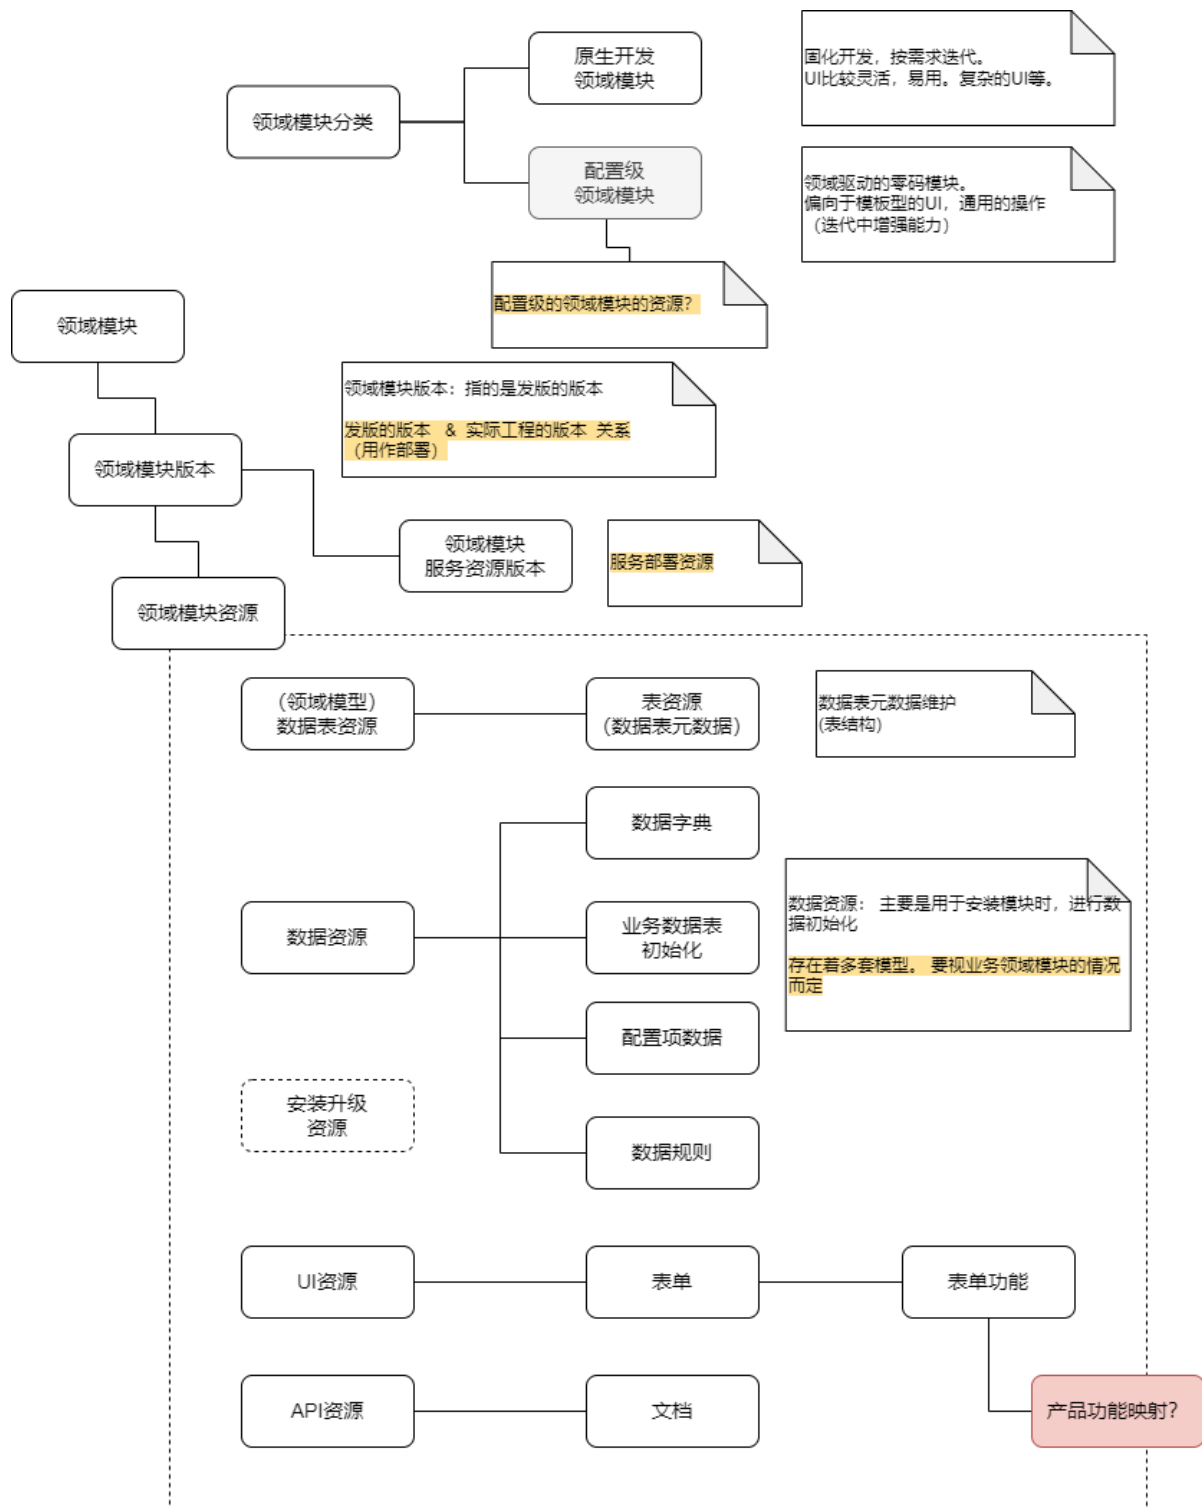 原生开发
领域模块
固化开发，按需求迭代。
UI比较灵活，易用。复杂的UI等。
领域模块分类
配置级
领域模块
领域驱动的零码模块。
偏向于模板型的UI，通用的操作
（迭代中增强能力）
配置级的领域模块的资源？
领域模块
领域模块版本：指的是发版的版本
发版的版本 & 实际工程的版本 关系
（用作部署）
领域模块版本
领域模块
服务资源版本
服务部署资源
领域模块资源
（领域模型）
数据表资源
表资源
（数据表元数据）
数据表元数据维护
(表结构）
数据字典
数据资源： 主要是用于安装模块时，进行数
据初始化
存在着多套模型。 要视业务领域模块的情况
而定
数据资源
业务数据表
初始化
配置项数据
安装升级
资源
数据规则
UI资源
表单
表单功能
API资源
文档
产品功能映射？